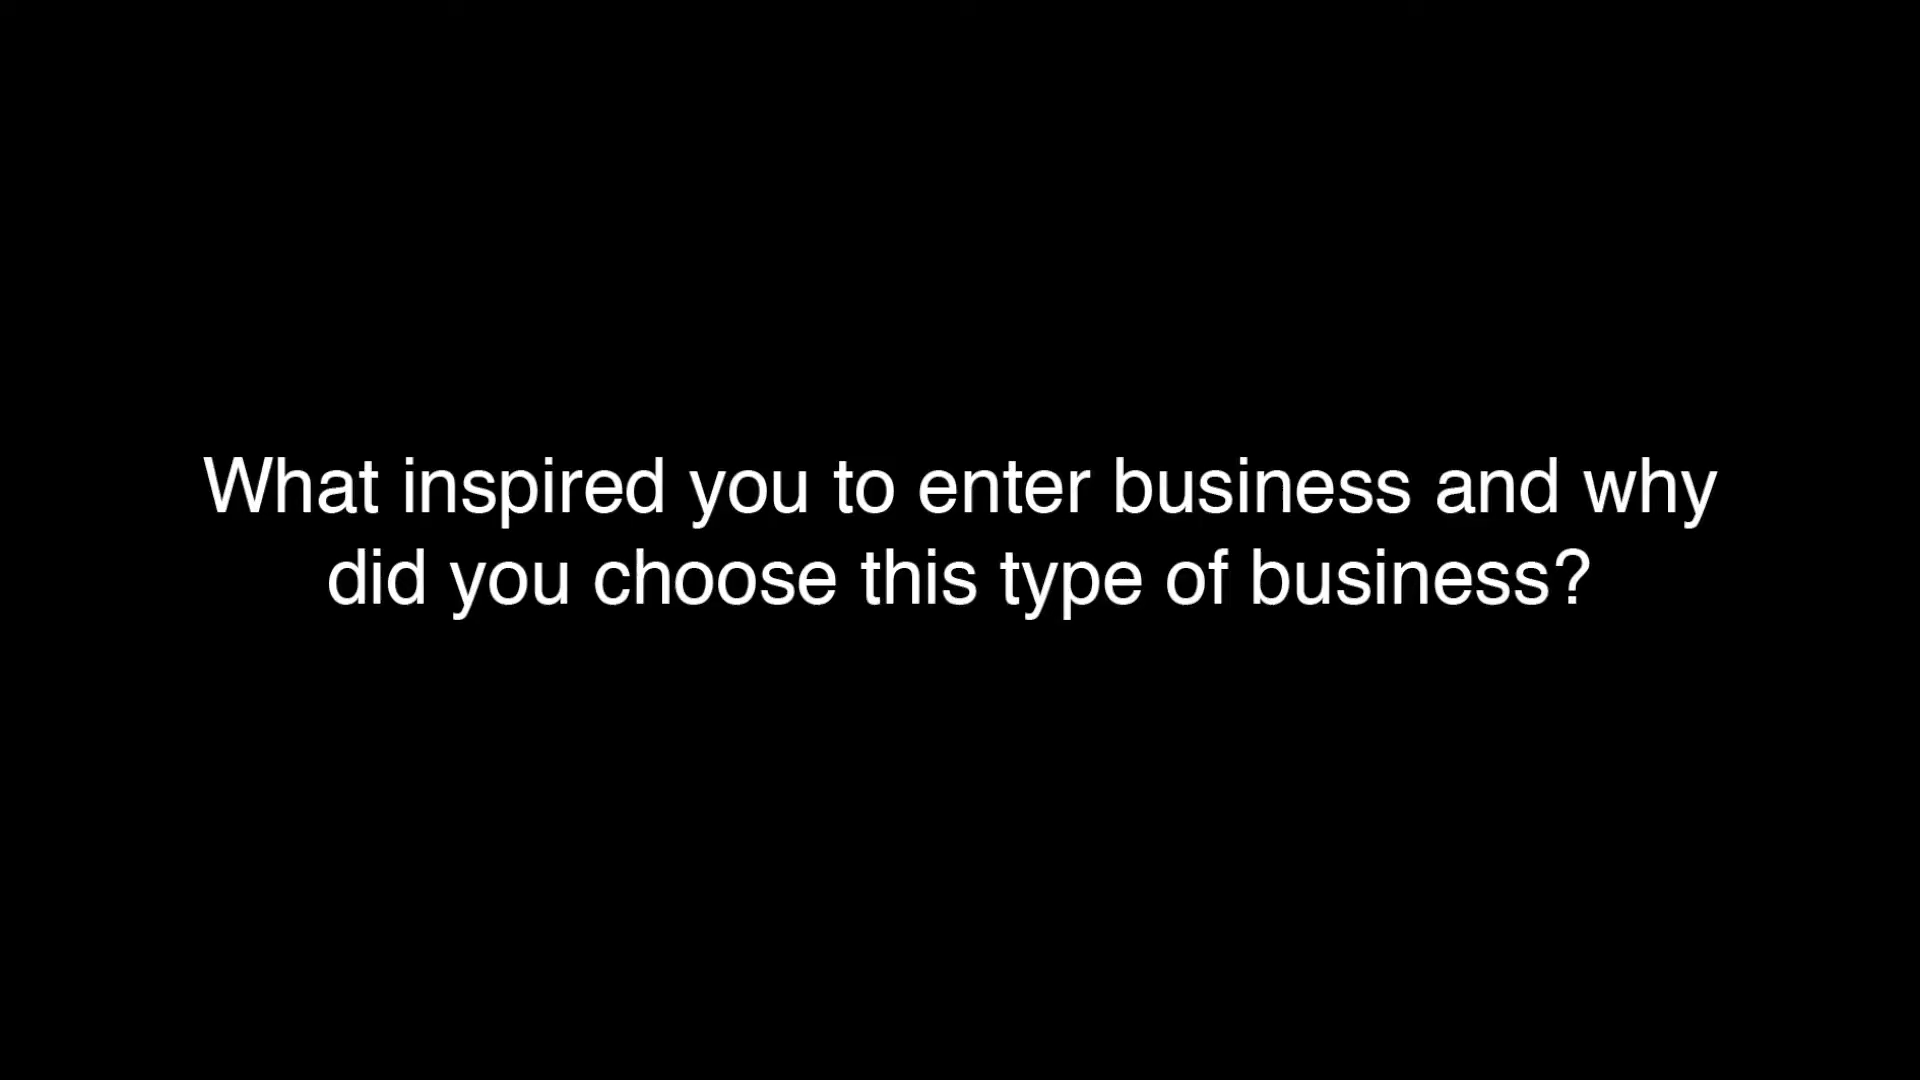 What inspired you to enter business and why
did you choose this type of business?